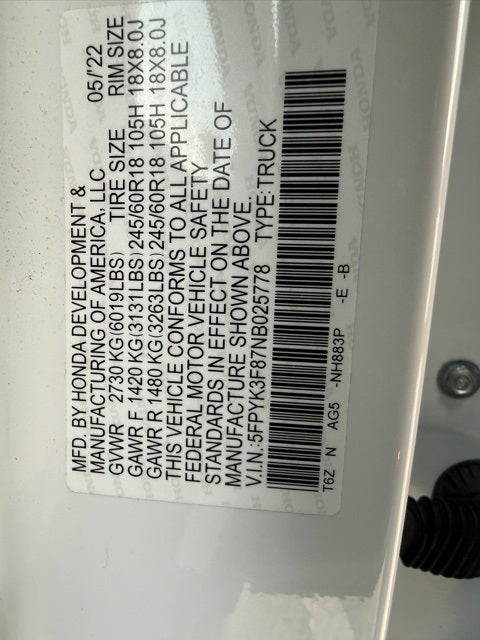 MFD. BY HONDA DEVELOPMENT &
MANUFACTURING OF AMERICA, LLC 05/'22
GVWR 2730 KG(6019LBS) TIRE SIZE RIM SIZE
GAWR F 1420 KG(3131LBS)245/60R18 105H 18X8.0J
GAWR R 1480 KG(3263LBS)245/60R18 105H 18X8.0J
THIS VEHICLE CONFORMS TO ALL APPLICABLE
FEDERAL MOTOR VEHICLE SAFETY
STANDARDS IN EFFECT ON THE DATE OF
MANUFACTURE SHOWN ABOVE.
V.I.N.:5FPYK3F87NB025778 TYPE:TRUCK
T6Z N AG5 -NH883P -E -B